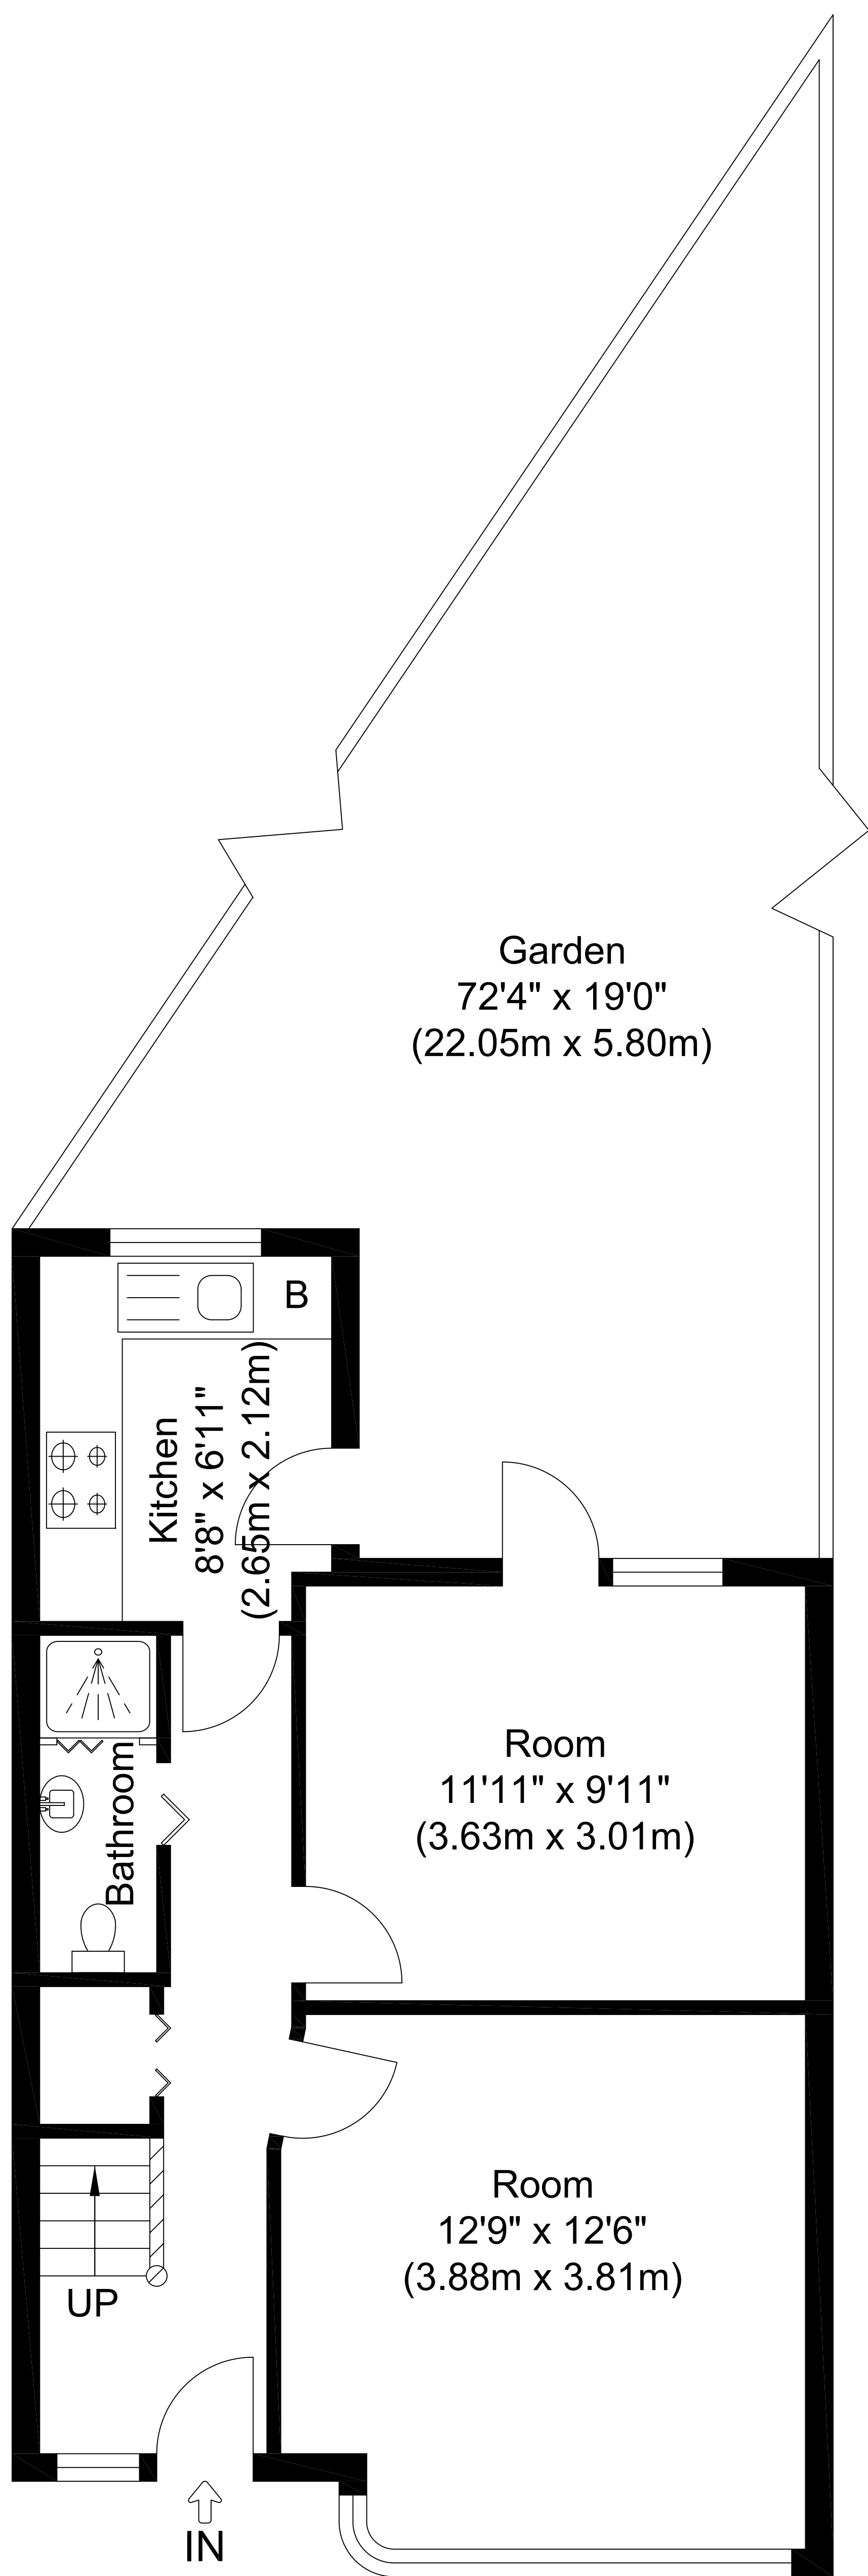 Garden
72'4" x 19'0"
(22.05m x 5.80m)
B
Kitchen
8'8" x 6'11"
(2.65m x 2.12m)
Room
11'11" x 9'11"
(3.63m x 3.01m)
Bathroom
Room
12'9" x 12'6"
(3.88m x 3.81m)
UP
IN